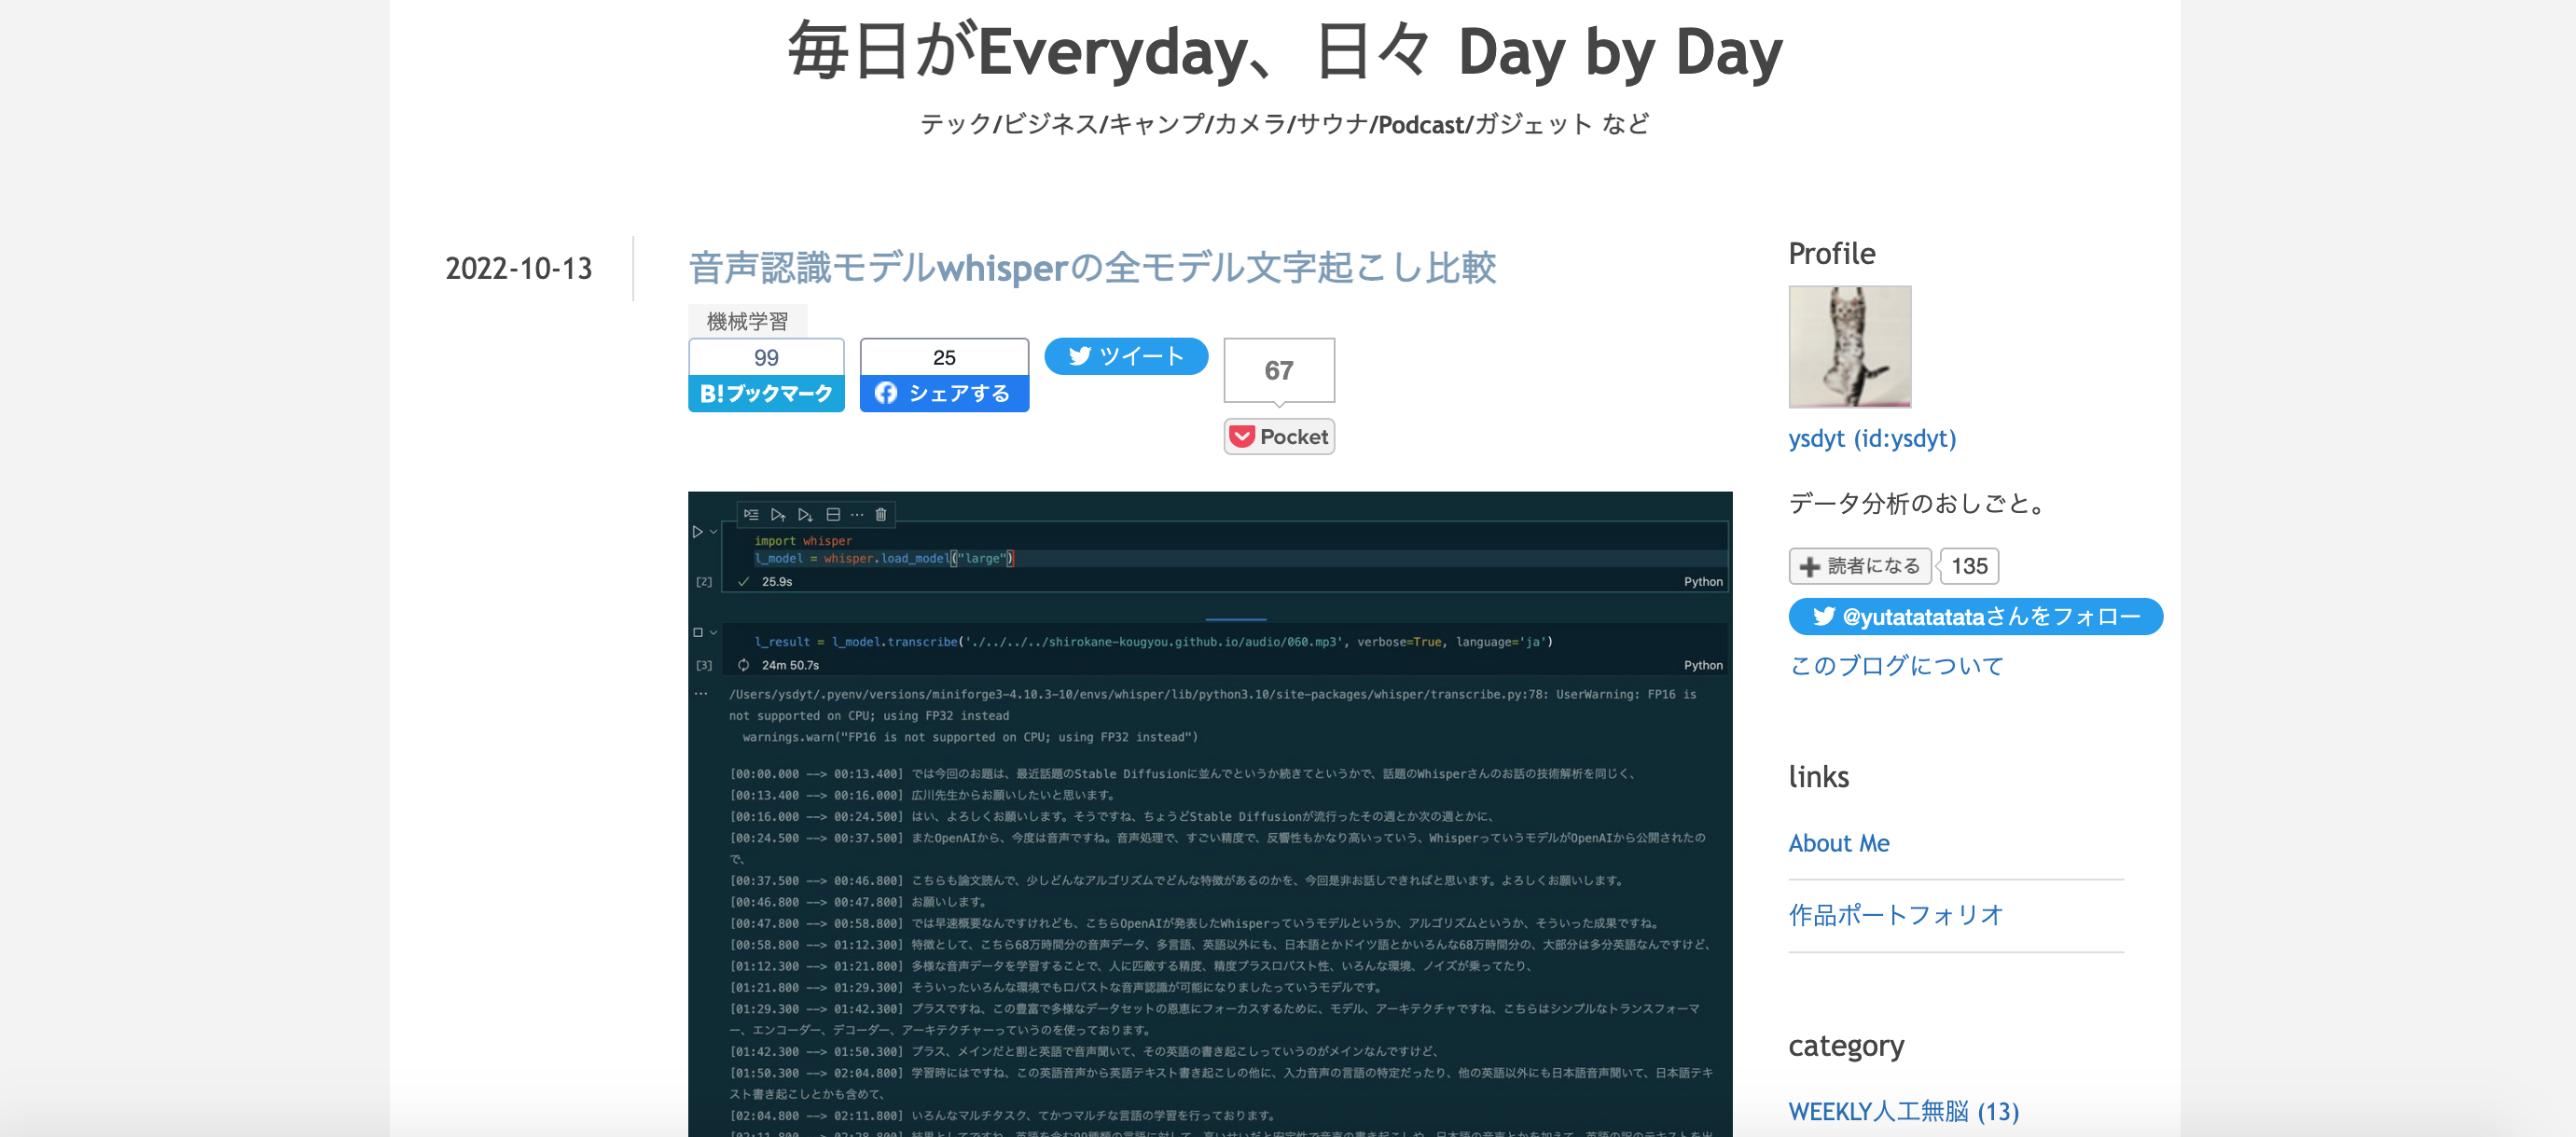 毎日がEveryday、日々 Day by Day
テック/ビジネス/キャンプ/カメラ/サウナ/Podcast/ガジェット など
2022-10-13
音声認識モデルwhisperの全モデル文字起こし比較
機械学習
99
B!ブックマーク
25
シェアする
ツイート
67
Pocket
import whisper
l_model = whisper.load_model("large")
[2]
25.9s
Python
l_result = l_model.transcribe('./../../../shirokane-kougyou.github.io/audio/060.mp3', verbose=True, language='ja')
[3]
24m 50.7s
Python
/Users/ysdyt/.pyenv/versions/miniforge3-4.10.3-10/envs/whisper/lib/python3.10/site-packages/whisper/transcribe.py:78: UserWarning: FP16 is
not supported on CPU; using FP32 instead
warnings.warn("FP16 is not supported on CPU; using FP32 instead")
[00:00.000 --> 00:13.400] では今回のお題は、最近話題のStable Diffusionに並んでというか続きてというかで、話題のWhisperさんのお話の技術解析を同じく、
[00:13.400 --> 00:16.000] 広川先生からお願いしたいと思います。
[00:16.000 --> 00:24.500] はい、よろしくお願いします。そうですね、ちょうどStable Diffusionが流行ったその週とか次の週とかに、
[00:24.500 --> 00:37.500] またOpenAIから、今度は音声ですね。音声処理で、すごい精度で、反響性もかなり高いっていう、WhisperっていうモデルがOpenAIから公開されたの
で、
[00:37.500 --> 00:46.800] こちらも論文読んで、少しどんなアルゴリズムでどんな特徴があるのかを、今回是非お話しできればと思います。よろしくお願いします。
[00:46.800 --> 00:47.800] お願いします。
[00:47.800 --> 00:58.800] では早速概要なんですけれども、こちらOpenAIが発表したWhisperっていうモデルというか、アルゴリズムというか、そういった成果ですね。
[00:58.800 --> 01:12.300] 特徴として、こちら68万時間分の音声データ、多言語、英語以外にも、日本語とかドイツ語とかいろんな68万時間分の、大部分は多分英語なんですけど、
[01:12.300 --> 01:21.800] 多様な音声データを学習することで、人に匹敵する精度、精度プラスロバスト性、いろんな環境、ノイズが乗ってたり、
[01:21.800 --> 01:29.300] そういったいろんな環境でもロバストな音声認識が可能になりましたっていうモデルです。
[01:29.300 --> 01:42.300] プラスですね、この豊富で多様なデータセットの恩恵にフォーカスするために、モデル、アーキテクチャですね、こちらはシンプルなトランスフォーマ
ー、エンコーダー、デコーダー、アーキテクチャーっていうのを使っております。
[01:42.300 --> 01:50.300] プラス、メインだと割と英語で音声聞いて、その英語の書き起こしっていうのがメインなんですけど、
[01:50.300 --> 02:04.800] 学習時にはですね、この英語音声から英語テキスト書き起こしの他に、入力音声の言語の特定だったり、他の英語以外にも日本語音声聞いて、日本語テキ
スト書き起こしとかも含めて、
[02:04.800 --> 02:11.800] いろんなマルチタスク、てかつマルチな言語の学習を行っております。
Profile
ysdyt (id:ysdyt)
データ分析のおしごと。
読者になる
135
@yutatatatataさんをフォロー
このブログについて
links
About Me
作品ポートフォリオ
category
WEEKLY人工無脳 (13)